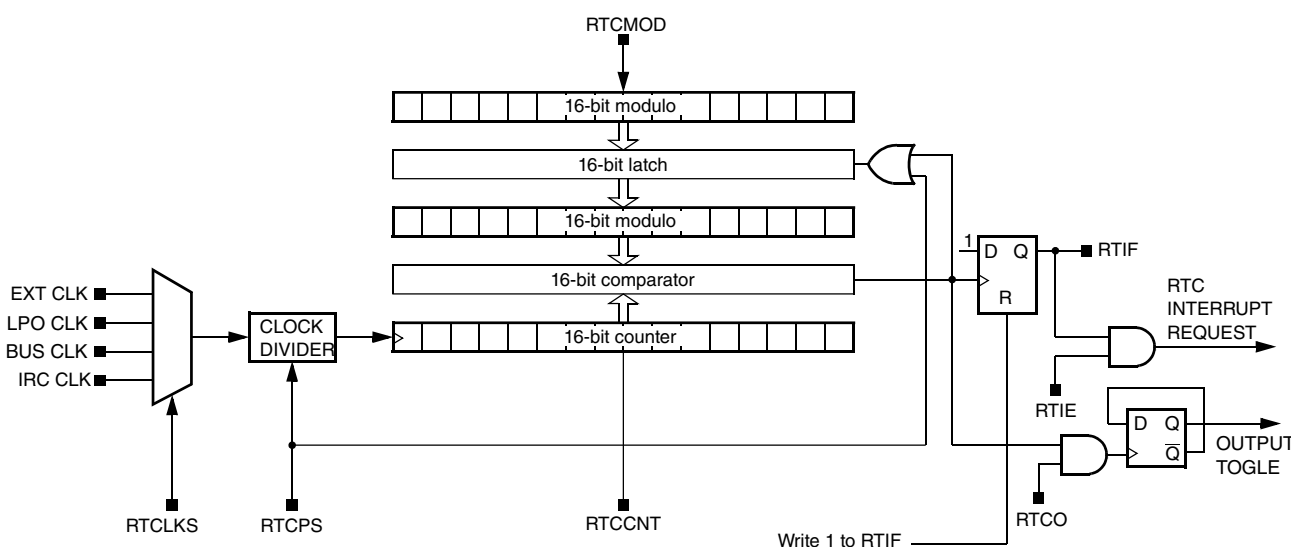 RTCMOD
16-bit modulo
16-bit latch
16-bit modulo
16-bit comparator
16-bit counter
EXT CLK
LPO CLK
BUS CLK
IRC CLK
CLOCK
DIVIDER
1
D Q
R
RTIF
RTC
INTERRUPT
REQUEST
RTIE
D Q
Q
OUTPUT
TOGLE
RTCO
RTCLKS
RTCPS
RTCCNT
Write 1 to RTIF